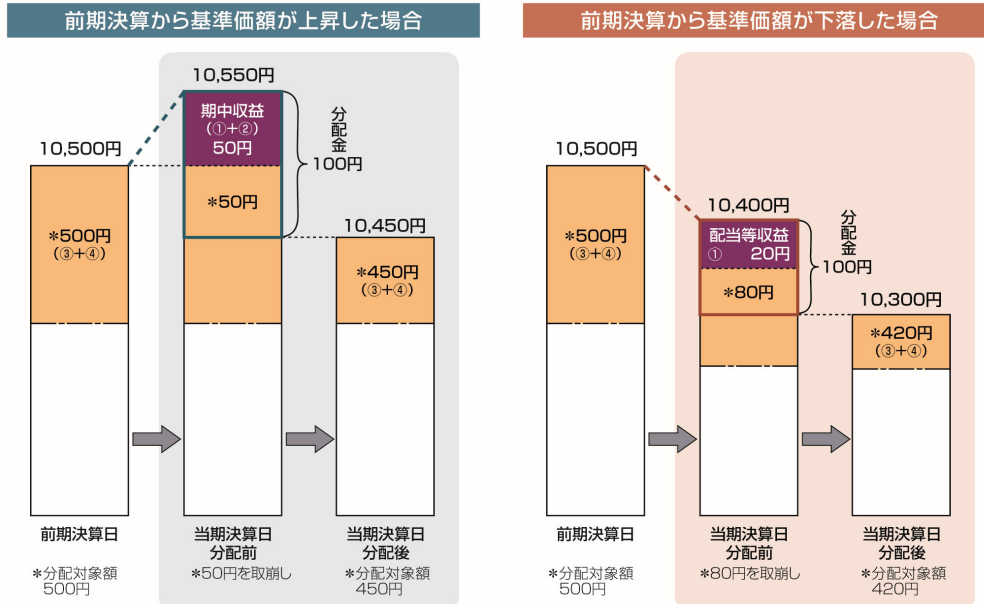 前期決算から基準価額が上昇した場合
10,550円
期中収益
(①+②)
50円
分配金
100円
10,500円
*500円
(③+④)
*50円
10,450円
*450円
(③+④)
前期決算日
当期決算日
分配前
当期決算日
分配後
*分配対象額
500円
*50円を取崩し
*分配対象額
450円
前期決算から基準価額が下落した場合
10,500円
*500円
(③+④)
10,400円
配当等収益
① 20円
*80円
分配金
100円
10,300円
*420円
(③+④)
前期決算日
当期決算日
分配前
当期決算日
分配後
*分配対象額
500円
*80円を取崩し
*分配対象額
420円